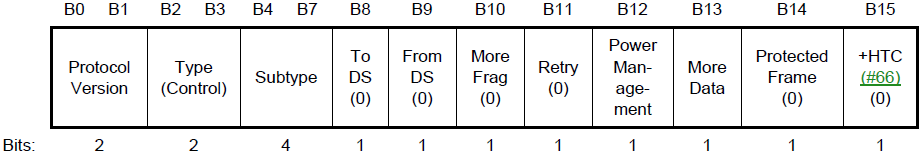 B0 B1 B2 B3 B4 B7 B8 B9 B10 B11 B12 B13 B14 B15
Protocol
Version
Type
(Control)
Subtype
To
DS
(0)
From
DS
(0)
More
Frag
(0)
Retry
(0)
Power
Man-
age-
ment
More
Data
Protected
Frame
(0)
+HTC
(#66)
(0)
Bits: 2 2 4 1 1 1 1 1 1 1 1